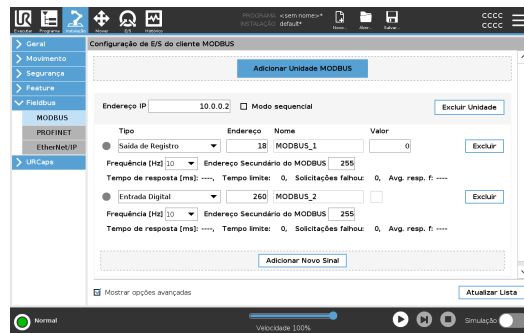 PROGRAMA <sem nome>*
INSTALAÇÃO default*
CCCC
CCCC
Executar Programa Instalação Mover E/S Histórico Novo... Abrir... Salvar...
Geral
Movimento
Segurança
Feature
Fieldbus
MODBUS
PROFINET
EtherNet/IP
URCaps
Configuração de E/S do cliente MODBUS
Adicionar Unidade MODBUS
Endereço IP 10.0.0.2 Modo sequencial Excluir Unidade
Tipo Endereço Nome Valor
Saída de Registro 18 MODBUS_1 0 Excluir
Frequência [Hz] 10 Endereço Secundário do MODBUS 255
Tempo de resposta [ms]: ----, Tempo limite: 0, Solicitações falhou: 0, Avg. resp. f: ----
Entrada Digital 260 MODBUS_2 Excluir
Frequência [Hz] 10 Endereço Secundário do MODBUS 255
Tempo de resposta [ms]: ----, Tempo limite: 0, Solicitações falhou: 0, Avg. resp. f: ----
Adicionar Novo Sinal
Mostrar opções avançadas Atualizar Lista
Normal
Velocidade 100%
Simulação